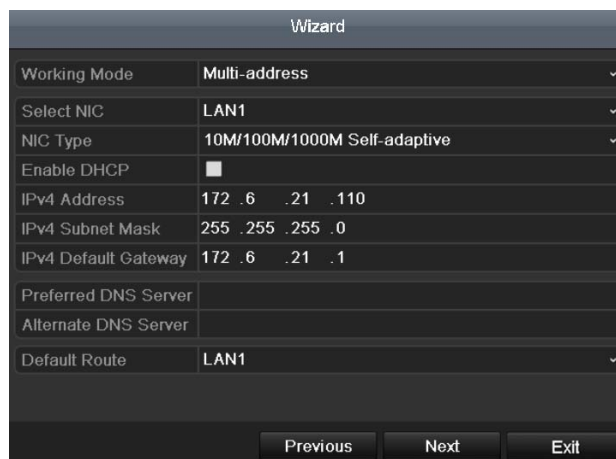 Wizard
Working Mode Multi-address
Select NIC LAN1
NIC Type 10M/100M/1000M Self-adaptive
Enable DHCP
IPv4 Address 172 .6 .21 .110
IPv4 Subnet Mask 255 .255 .255 .0
IPv4 Default Gateway 172 .6 .21 .1
Preferred DNS Server
Alternate DNS Server
Default Route LAN1
Previous Next Exit